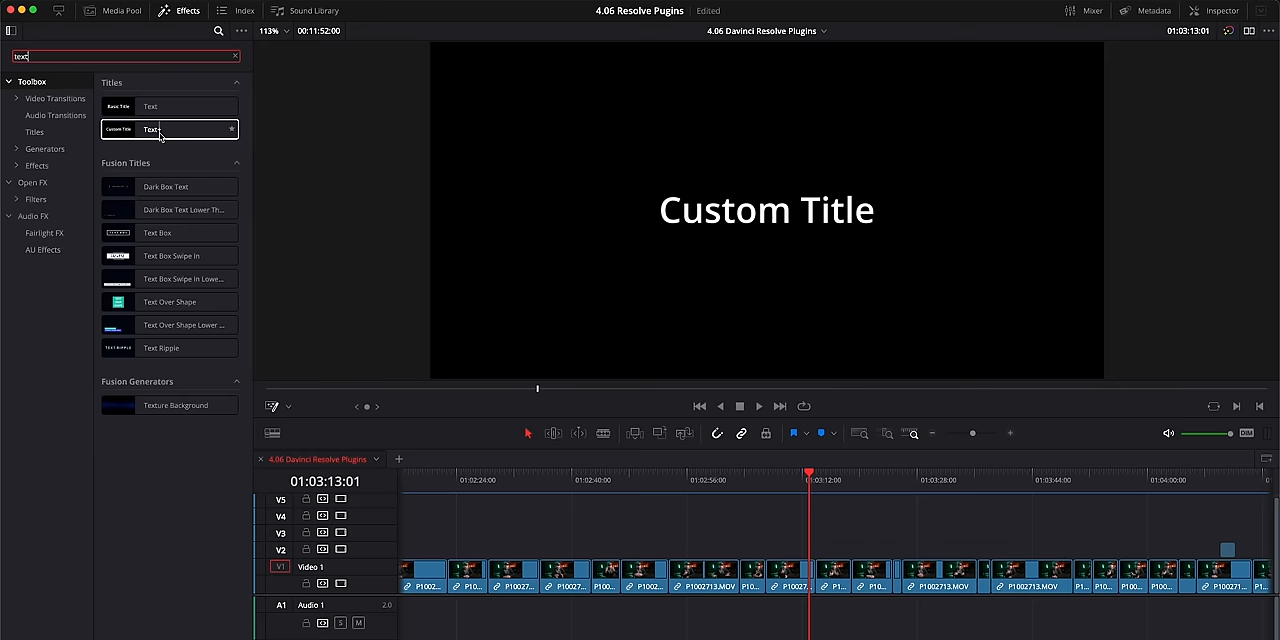 Media Pool Effects Index Sound Library 4.06 Resolve Pugins Edited Mixer Metadata Inspector
113% 00:11:52:00 4.06 Davinci Resolve Plugins 01:03:13:01
text
Toolbox
Video Transitions
Audio Transitions
Titles
Generators
Effects
Open FX
Filters
Audio FX
Fairlight FX
AU Effects
Titles
Basic Title Text
Custom Title Text+
Fusion Titles
Dark Box Text
Dark Box Text Lower Th...
Text Box
Text Box Swipe In
Text Box Swipe In Lowe...
Text Over Shape
Text Over Shape Lower ...
TEXT RIPPLE Text Ripple
Fusion Generators
Texture Background
Custom Title
DIM
4.06 Davinci Resolve Plugins
01:03:13:01
01:02:24:00 01:02:40:00 01:02:56:00 01:03:12:00 01:03:28:00 01:03:44:00 01:04:00:00
V5
V4
V3
V2
V1 Video 1
P1002... P10... P10027... P10027... P100... P1002... P1002713.MOV P10027... P1... P10... P1002713.MOV P1002713.MOV P1... P100... P100... P100... P100271... P1...
A1 Audio 1 2.0
S M